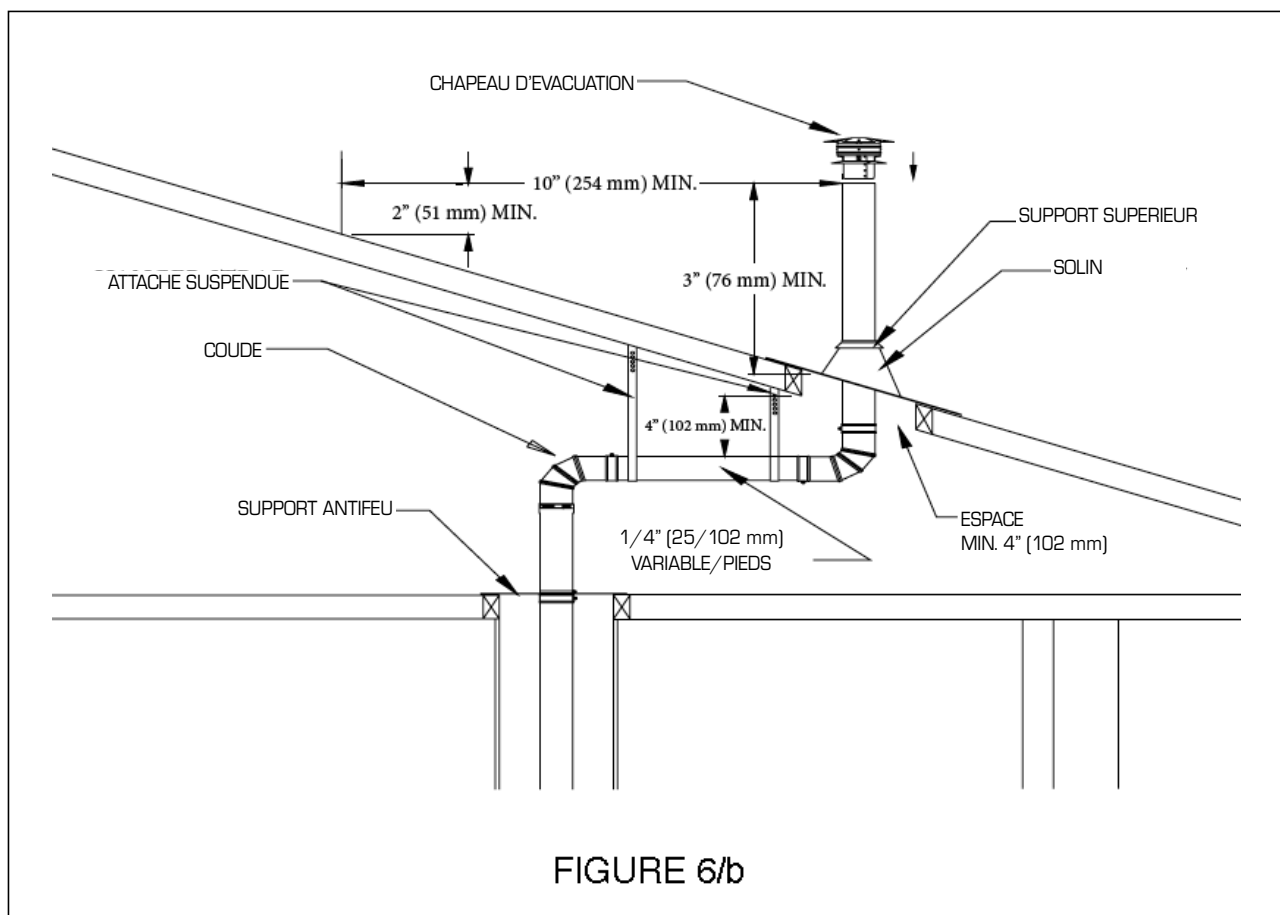 CHAPEAU D'EVACUATION
10” (254 mm) MIN.
2” (51 mm) MIN.
SUPPORT SUPERIEUR
3” (76 mm) MIN.
SOLIN
ATTACHE SUSPENDUE
COUDE
4” (102 mm) MIN.
SUPPORT ANTIFEU
1/4” (25/102 mm)
VARIABLE/PIEDS
ESPACE
MIN. 4” (102 mm)
FIGURE 6/b